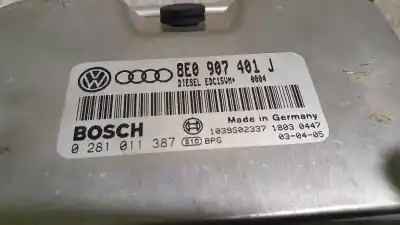 8E0 907 401 J
DIESEL EDC15VM+ 0004
Made in Germany
BOSCH
1039S02337 1803 0447
0 281 011 387 BPG 03-04-05